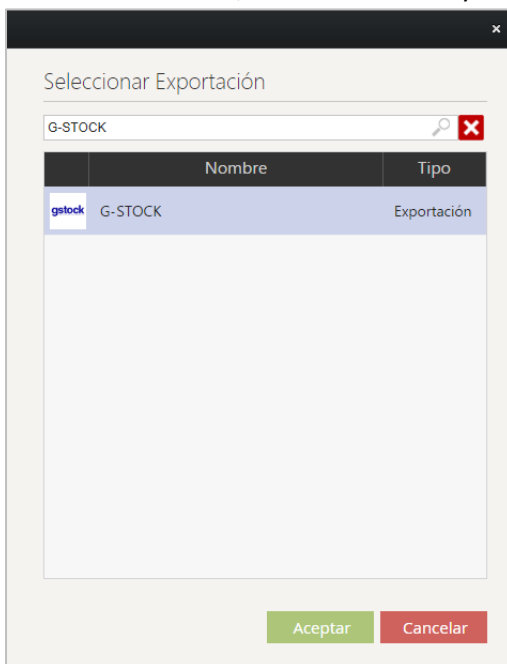 ×
Seleccionar Exportación
G-STOCK
Nombre Tipo
gstock G-STOCK Exportación
Aceptar Cancelar